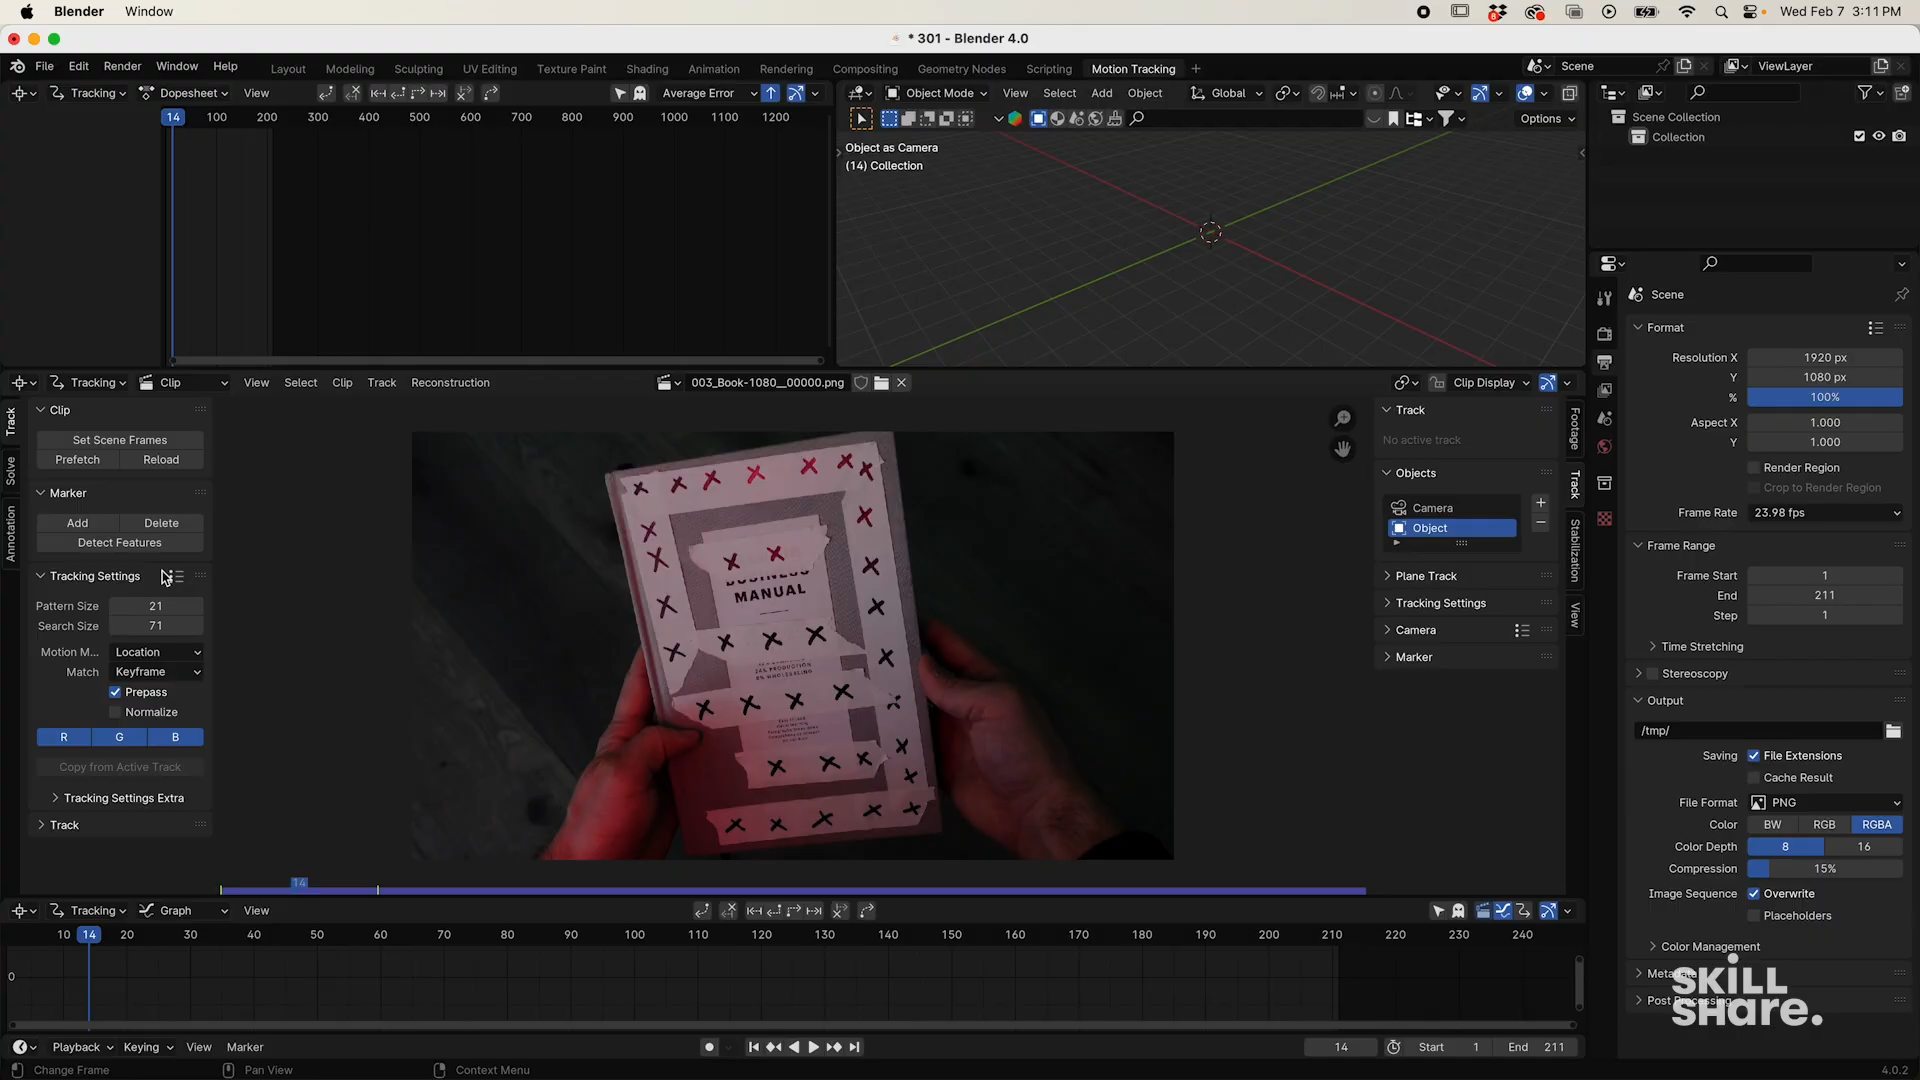 Blender Window Wed Feb 7 3:11 PM
* 301 - Blender 4.0
File Edit Render Window Help Layout Modeling Sculpting UV Editing Texture Paint Shading Animation Rendering Compositing Geometry Nodes Scripting Motion Tracking + Scene ViewLayer
Tracking Dopesheet View Average Error
14 100 200 300 400 500 600 700 800 900 1000 1100 1200
Object Mode View Select Add Object Global
Options
Object as Camera
(14) Collection
Scene Collection
Collection
Tracking Clip View Select Clip Track Reconstruction 003_Book-1080__00000.png Clip Display
Track
Solve
Annotation
Clip
Set Scene Frames
Prefetch Reload
Marker
Add Delete
Detect Features
Tracking Settings
Pattern Size 21
Search Size 71
Motion M... Location
Match Keyframe
Prepass
Normalize
R G B
Copy from Active Track
Tracking Settings Extra
Track
BUSINESS
MANUAL
14
Track
No active track
Objects
Camera
Object
Plane Track
Tracking Settings
Camera
Marker
Footage
Track
Stabilization
View
Scene
Format
Resolution X 1920 px
Y 1080 px
% 100%
Aspect X 1.000
Y 1.000
Render Region
Crop to Render Region
Frame Rate 23.98 fps
Frame Range
Frame Start 1
End 211
Step 1
Time Stretching
Stereoscopy
Output
/tmp/
Saving File Extensions
Cache Result
File Format PNG
Color BW RGB RGBA
Color Depth 8 16
Compression 15%
Image Sequence Overwrite
Placeholders
Color Management
Metadata
Post Processing
SKILL
SHare.
Tracking Graph View
10 14 20 30 40 50 60 70 80 90 100 110 120 130 140 150 160 170 180 190 200 210 220 230 240
0
Playback Keying View Marker 14 Start 1 End 211
Change Frame Pan View Context Menu 4.0.2